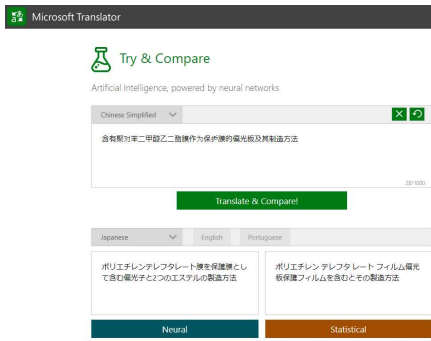 Microsoft Translator
Try & Compare
Artificial Intelligence, powered by neural networks
Chinese Simplified
含有聚对苯二甲酸乙二酯膜作为保护膜的偏光板及其制造方法
28/1000
Translate & Compare!
Japanese English Portuguese
ポリエチレンテレフタレート膜を保護膜とし
て含む偏光子と2つのエステルの製造方法
ポリエチレン テレフタレート フィルム偏光
板保護フィルムを含むとその製造方法
Neural
Statistical